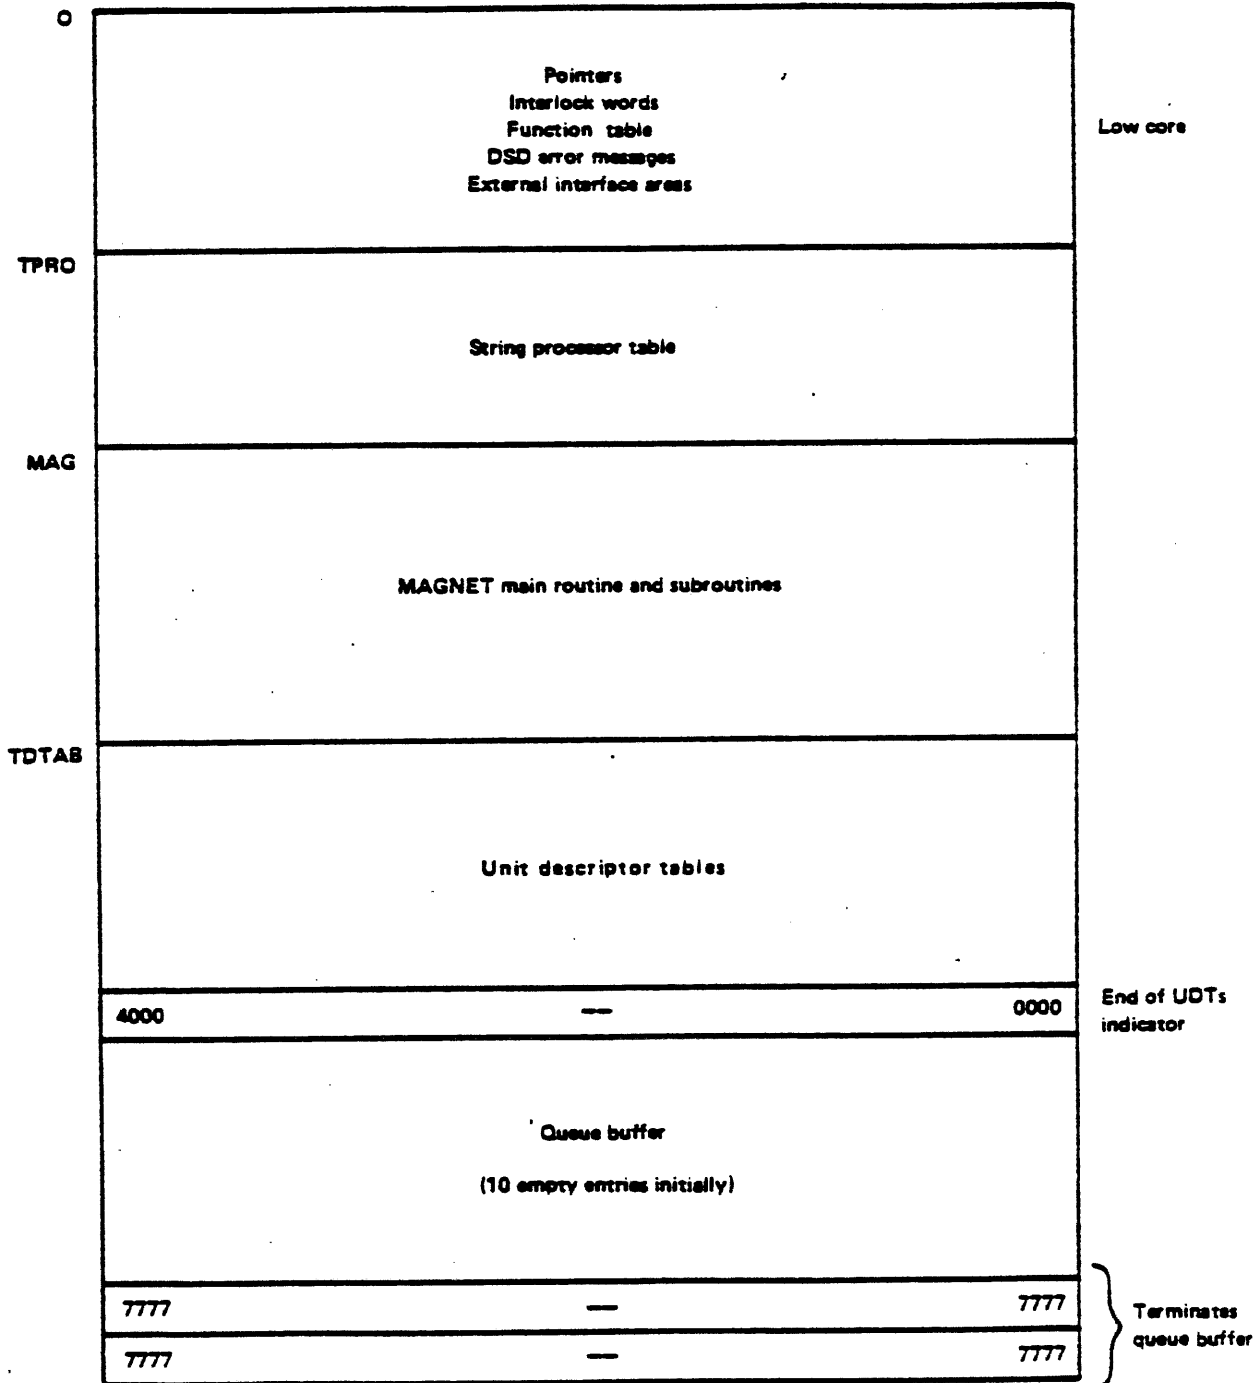 0
Pointers
Interlock words
Function table
DSD error messages
External interface areas
Low core
TPRO
String processor table
MAG
MAGNET main routine and subroutines
TDTAB
Unit descriptor tables
4000 — 0000
End of UDTs
indicator
Queue buffer
(10 empty entries initially)
7777 — 7777
7777 — 7777
Terminates
queue buffer